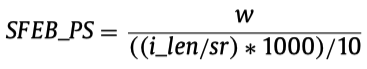 SFEB_PS = w / (((i_len/sr) * 1000)/10)